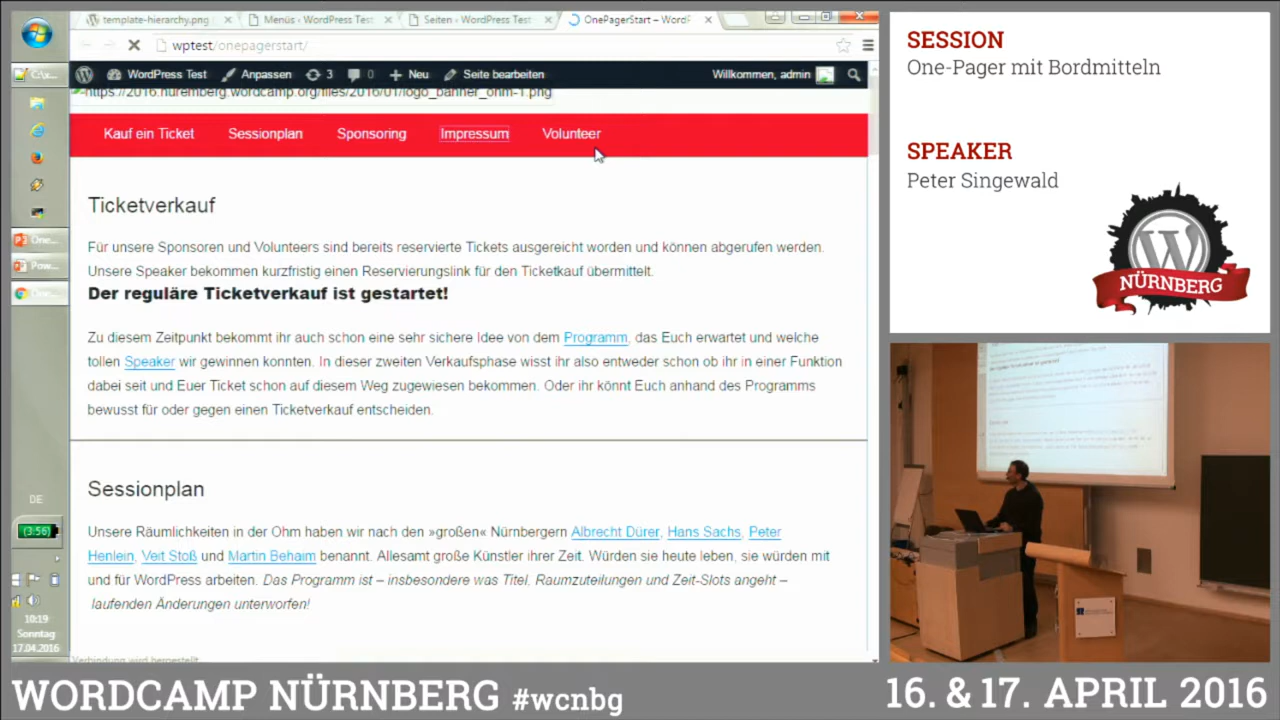 template-hierarchy.png
Menüs ‹ WordPress Test
Seiten ‹ WordPress Test
OnePagerStart – WordF
wptest/onepagerstart/
WordPress Test
Anpassen
3
0
Neu
Seite bearbeiten
Willkommen, admin
https://2016.nuremberg.wordcamp.org/files/2016/01/logo_banner_ohm-1.png
Kauf ein Ticket
Sessionplan
Sponsoring
Impressum
Volunteer
Ticketverkauf
Für unsere Sponsoren und Volunteers sind bereits reservierte Tickets ausgereicht worden und können abgerufen werden.
Unsere Speaker bekommen kurzfristig einen Reservierungslink für den Ticketkauf übermittelt.
Der reguläre Ticketverkauf ist gestartet!
Zu diesem Zeitpunkt bekommt ihr auch schon eine sehr sichere Idee von dem Programm, das Euch erwartet und welche
tollen Speaker wir gewinnen konnten. In dieser zweiten Verkaufsphase wisst ihr also entweder schon ob ihr in einer Funktion
dabei seit und Euer Ticket schon auf diesem Weg zugewiesen bekommen. Oder ihr könnt Euch anhand des Programms
bewusst für oder gegen einen Ticketverkauf entscheiden.
Sessionplan
Unsere Räumlichkeiten in der Ohm haben wir nach den »großen« Nürnbergern Albrecht Dürer, Hans Sachs, Peter
Henlein, Veit Stoß und Martin Behaim benannt. Allesamt große Künstler ihrer Zeit. Würden sie heute leben, sie würden mit
und für WordPress arbeiten. Das Programm ist – insbesondere was Titel, Raumzuteilungen und Zeit-Slots angeht –
laufenden Änderungen unterworfen!
Verbindung wird hergestellt
C:\x...
One...
Pow...
One...
DE
(3:56)
10:19
Sonntag
17.04.2016
SESSION
One-Pager mit Bordmitteln
SPEAKER
Peter Singewald
NÜRNBERG
WORDCAMP NÜRNBERG #wcnbg
16. & 17. APRIL 2016